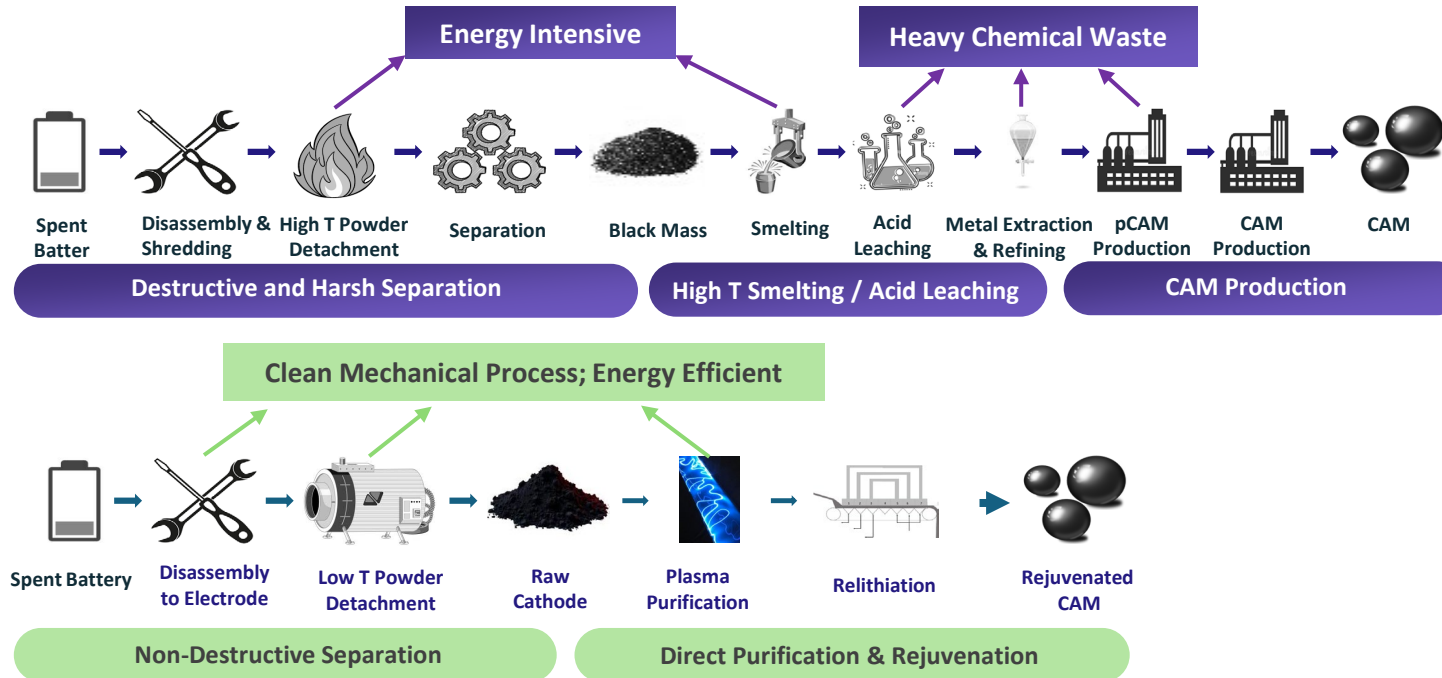 Energy Intensive
Heavy Chemical Waste
Spent
Batter
Disassembly &
Shredding
High T Powder
Detachment
Separation
Black Mass
Smelting
Acid
Leaching
Metal Extraction
& Refining
pCAM
Production
CAM
Production
CAM
Destructive and Harsh Separation
High T Smelting / Acid Leaching
CAM Production
Clean Mechanical Process; Energy Efficient
Spent Battery
Disassembly
to Electrode
Low T Powder
Detachment
Raw
Cathode
Plasma
Purification
Relithiation
Rejuvenated
CAM
Non-Destructive Separation
Direct Purification & Rejuvenation